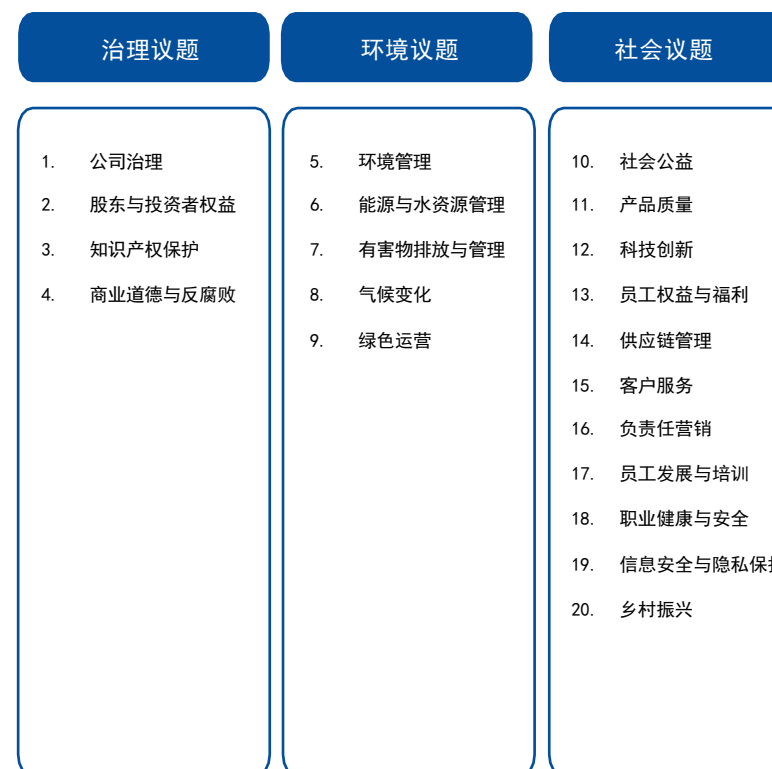 治理议题
环境议题
社会议题
1. 公司治理
2. 股东与投资者权益
3. 知识产权保护
4. 商业道德与反腐败
5. 环境管理
6. 能源与水资源管理
7. 有害物排放与管理
8. 气候变化
9. 绿色运营
10. 社会公益
11. 产品质量
12. 科技创新
13. 员工权益与福利
14. 供应链管理
15. 客户服务
16. 负责任营销
17. 员工发展与培训
18. 职业健康与安全
19. 信息安全与隐私保
20. 乡村振兴